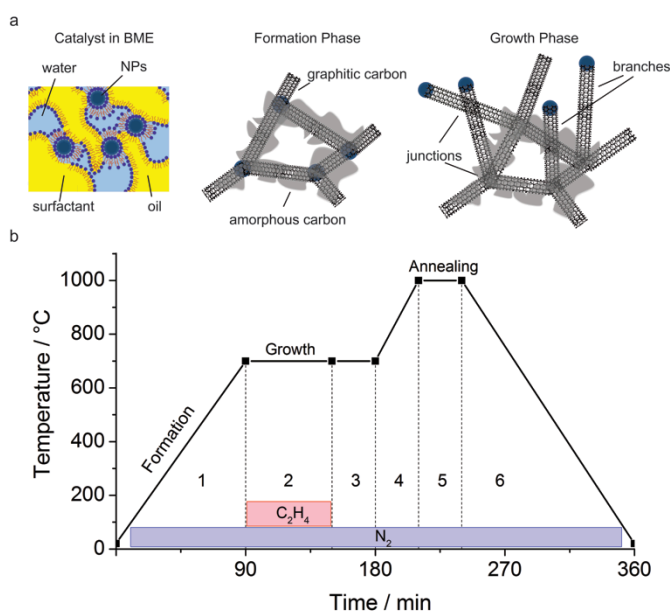 a
Catalyst in BME
Formation Phase
Growth Phase
water
NPs
graphitic carbon
branches
junctions
surfactant
oil
amorphous carbon
b
Temperature / °C
1000
800
600
400
200
0
Formation
Growth
Annealing
1
2
3
4
5
6
C₂H₄
N₂
90
180
270
360
Time / min